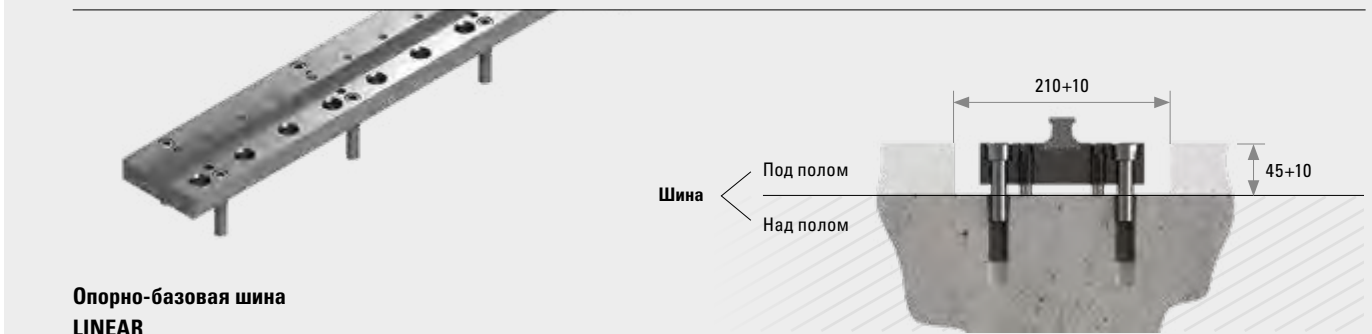 210+10
45+10
Шина
Под полом
Над полом
Опорно-базовая шина
LINEAR